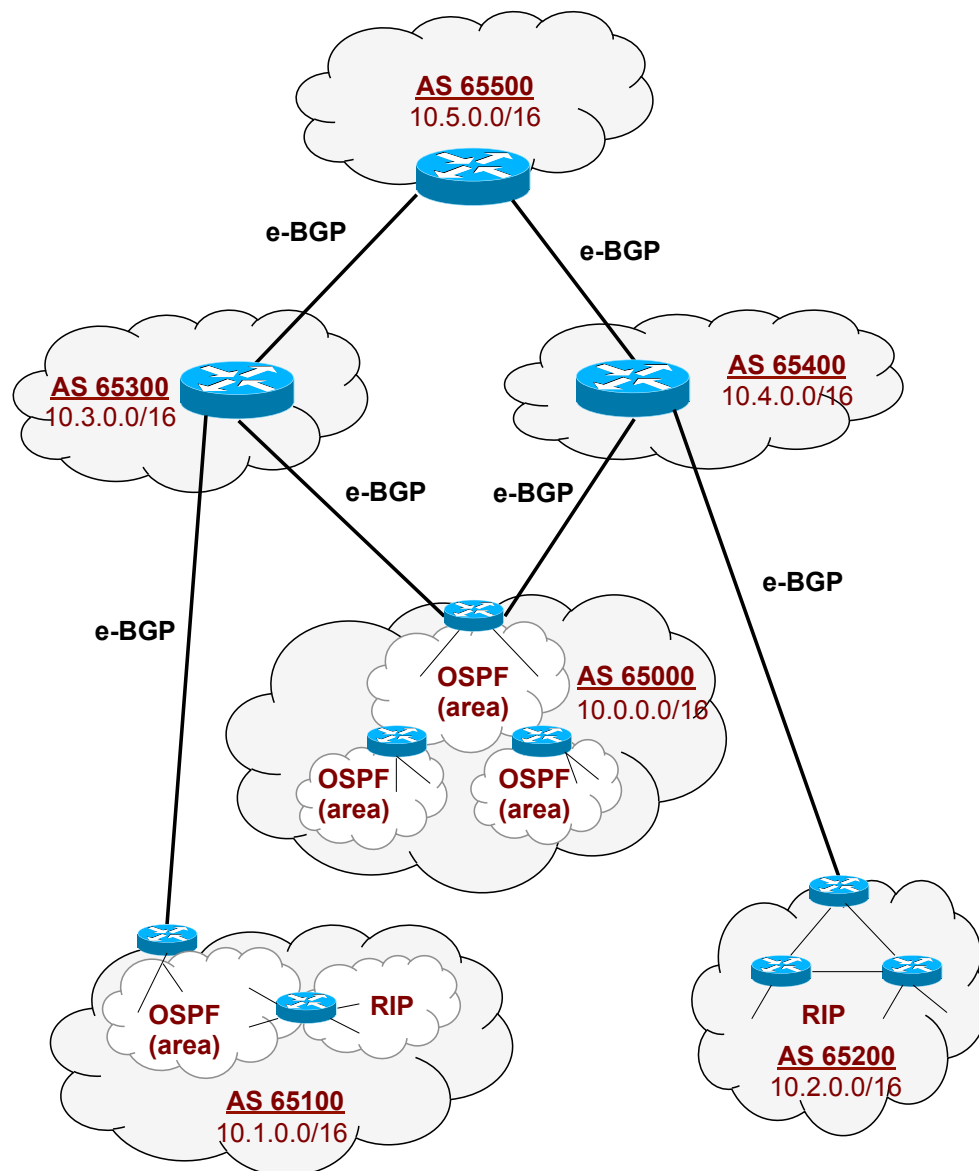 AS 65500
10.5.0.0/16
e-BGP
e-BGP
AS 65300
10.3.0.0/16
AS 65400
10.4.0.0/16
e-BGP
e-BGP
e-BGP
e-BGP
OSPF
(area)
AS 65000
10.0.0.0/16
OSPF
(area)
OSPF
(area)
OSPF
(area)
RIP
AS 65100
10.1.0.0/16
RIP
AS 65200
10.2.0.0/16